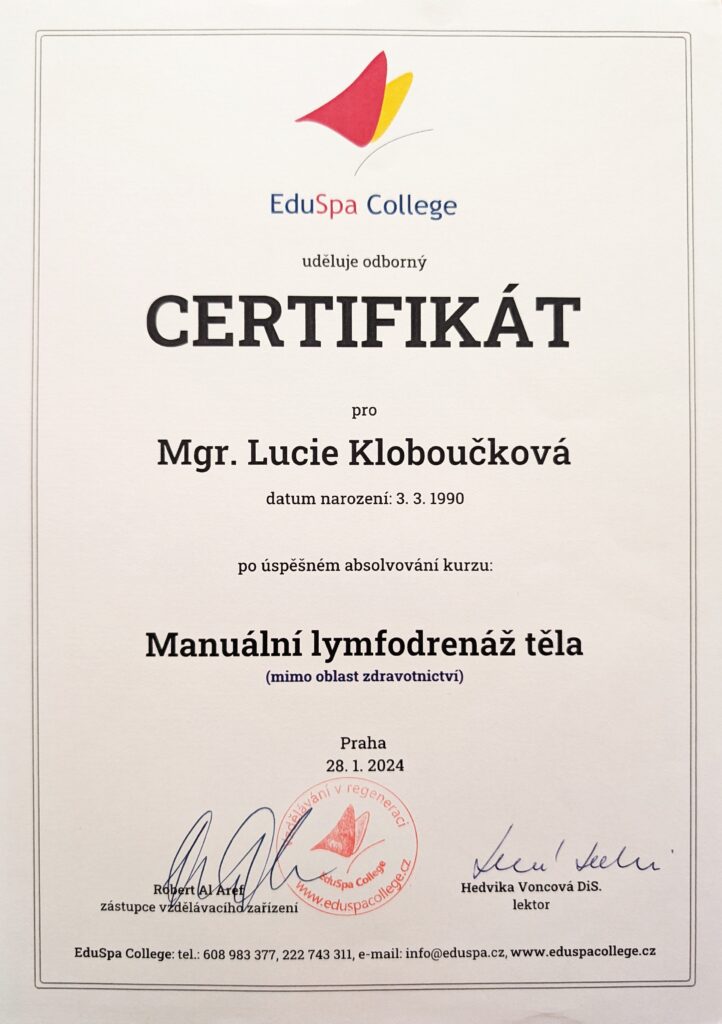 EduSpa College
uděluje odborný
CERTIFIKÁT
pro
Mgr. Lucie Kloboučková
datum narození: 3. 3. 1990
po úspěšném absolvování kurzu:
Manuální lymfodrenáž těla
(mimo oblast zdravotnictví)
Praha
28. 1. 2024
vzdělávání v regeneraci
EduSpa College
www.eduspacollege.cz
Robert Al Aref
zástupce vzdělávacího zařízení
Hedvika Voncová DiS.
lektor
EduSpa College: tel.: 608 983 377, 222 743 311, e-mail: info@eduspa.cz, www.eduspacollege.cz